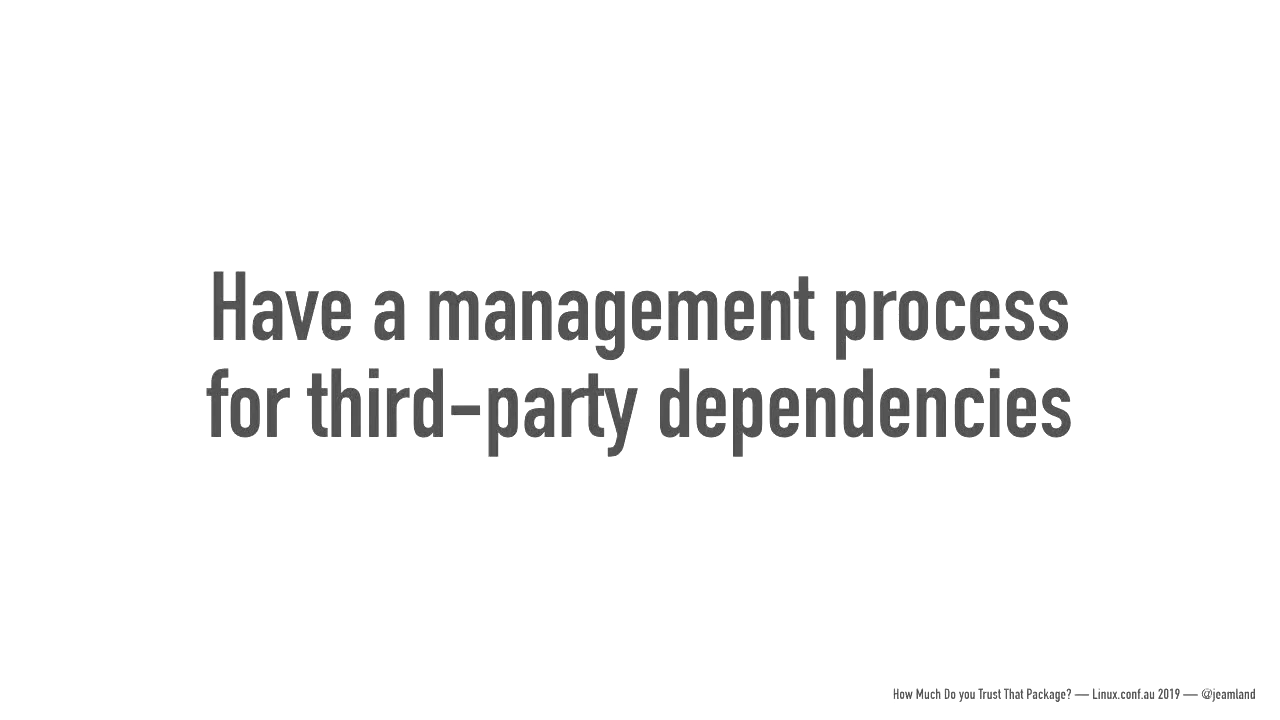 Have a management process
for third-party dependencies
How Much Do you Trust That Package? — Linux.conf.au 2019 — @jeamland